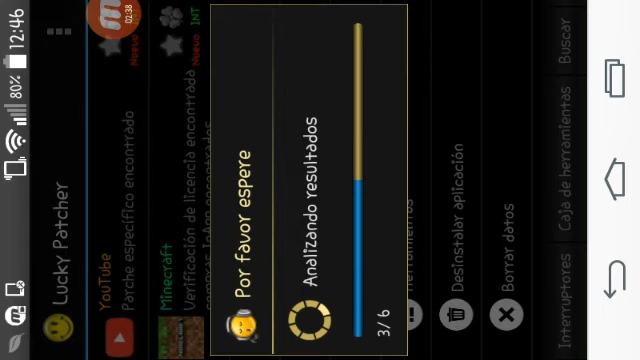 12:46
80%
02:38
Lucky Patcher
YouTube
Parche específico encontrado
Nuevo
Minecraft
Verificación de licencia encontrada
Nuevo INT
Por favor espere
Analizando resultados
3/6
Desinstalar aplicación
Borrar datos
Interruptores
Caja de herramientas
Buscar